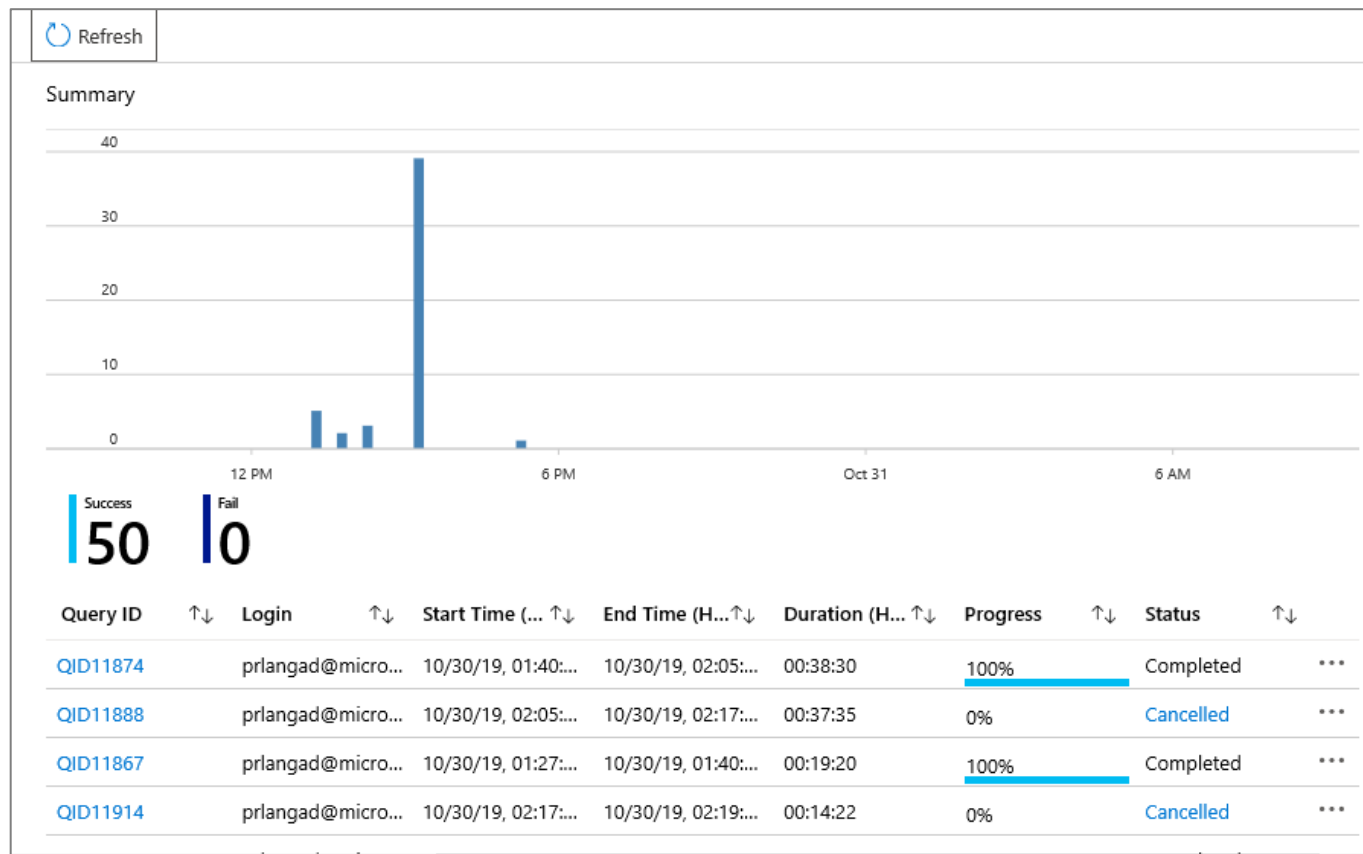 Refresh
Summary
40
30
20
10
0
12 PM 6 PM Oct 31 6 AM
Success Fail
50 0
Query ID ↑↓ Login ↑↓ Start Time (... ↑↓ End Time (H... ↑↓ Duration (H... ↑↓ Progress ↑↓ Status ↑↓
QID11874 prlangad@micro... 10/30/19, 01:40:... 10/30/19, 02:05:... 00:38:30 100% Completed ...
QID11888 prlangad@micro... 10/30/19, 02:05:... 10/30/19, 02:17:... 00:37:35 0% Cancelled ...
QID11867 prlangad@micro... 10/30/19, 01:27:... 10/30/19, 01:40:... 00:19:20 100% Completed ...
QID11914 prlangad@micro... 10/30/19, 02:17:... 10/30/19, 02:19:... 00:14:22 0% Cancelled ...